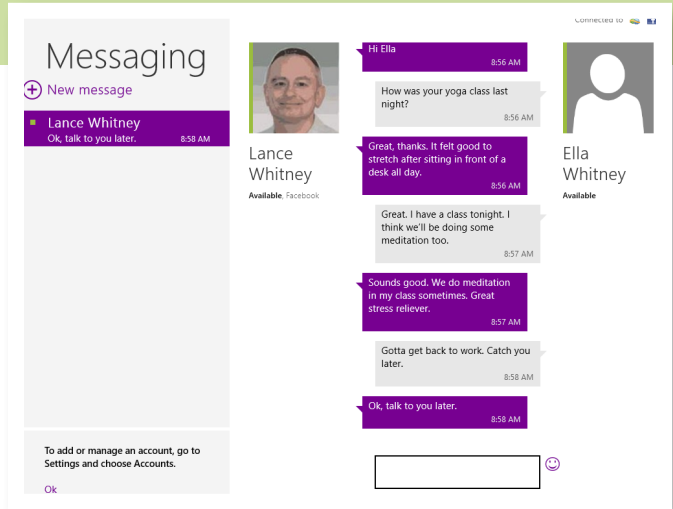 Connected to
Messaging
New message
Lance Whitney
Ok, talk to you later. 8:58 AM
To add or manage an account, go to
Settings and choose Accounts.
Ok
Lance
Whitney
Available, Facebook
Hi Ella
8:56 AM
How was your yoga class last
night?
8:56 AM
Great, thanks. It felt good to
stretch after sitting in front of a
desk all day.
8:56 AM
Great. I have a class tonight. I
think we'll be doing some
meditation too.
8:57 AM
Sounds good. We do meditation
in my class sometimes. Great
stress reliever.
8:57 AM
Gotta get back to work. Catch you
later.
8:58 AM
Ok, talk to you later.
8:58 AM
Ella
Whitney
Available